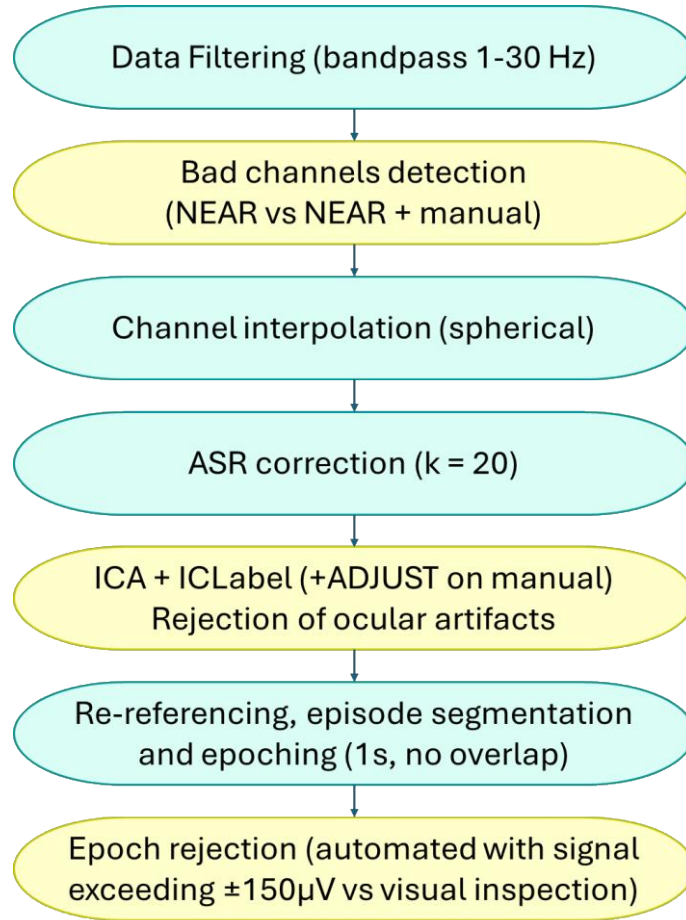 Data Filtering (bandpass 1-30 Hz)
Bad channels detection
(NEAR vs NEAR + manual)
Channel interpolation (spherical)
ASR correction (k = 20)
ICA + ICLabel (+ADJUST on manual)
Rejection of ocular artifacts
Re-referencing, episode segmentation
and epoching (1s, no overlap)
Epoch rejection (automated with signal
exceeding ±150µV vs visual inspection)